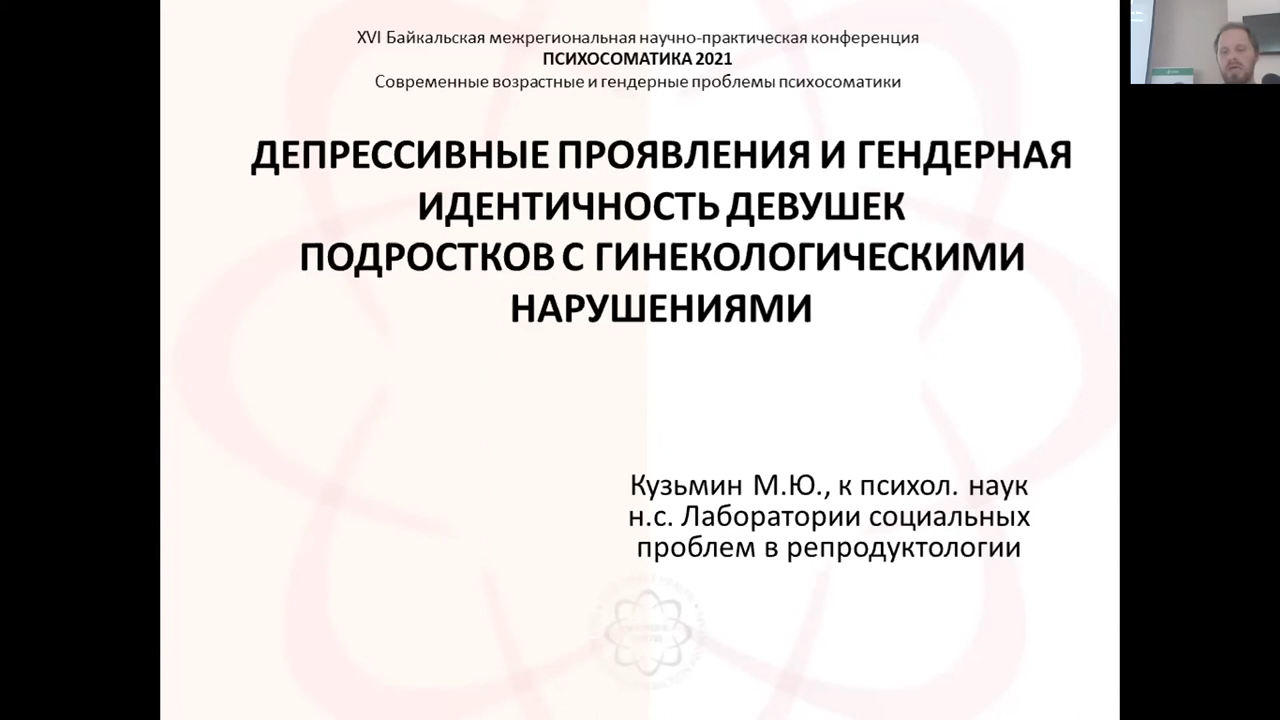 XVI Байкальская межрегиональная научно-практическая конференция
ПСИХОСОМАТИКА 2021
Современные возрастные и гендерные проблемы психосоматики
ДЕПРЕССИВНЫЕ ПРОЯВЛЕНИЯ И ГЕНДЕРНАЯ
ИДЕНТИЧНОСТЬ ДЕВУШЕК
ПОДРОСТКОВ С ГИНЕКОЛОГИЧЕСКИМИ
НАРУШЕНИЯМИ
Кузьмин М.Ю., к психол. наук
н.с. Лаборатории социальных
проблем в репродуктологии